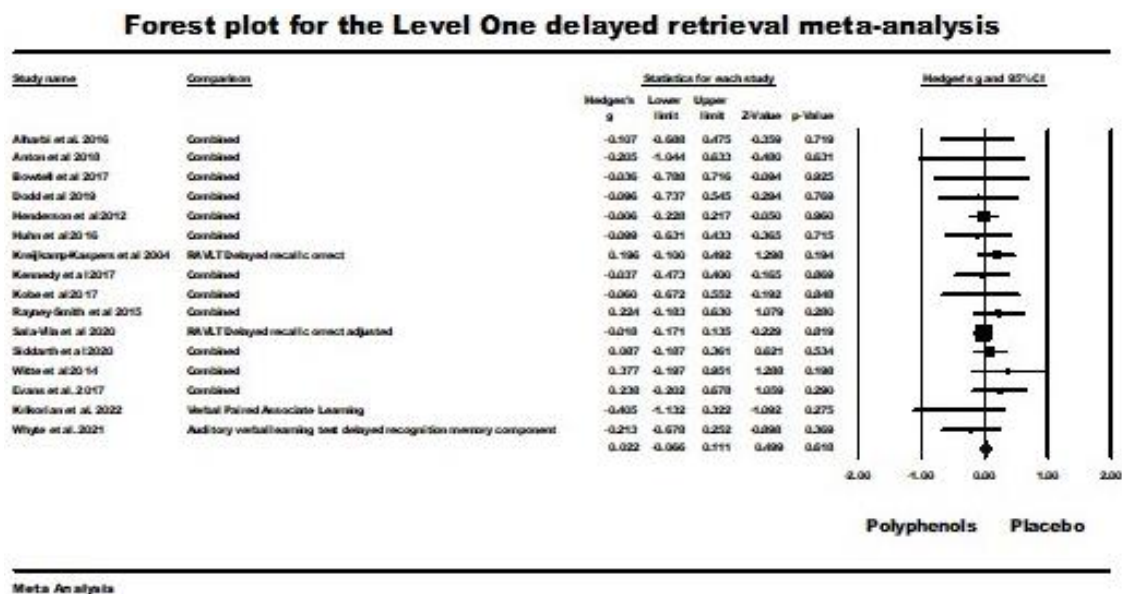 Forest plot for the Level One delayed retrieval meta-analysis
Study name Comparison Statistics for each study Hedges's g and 95% CI
Hedges's g Lower limit Upper limit Z-Value p-Value
Alharbi et al. 2016 Combined -0.107 -0.688 0.475 -0.359 0.719
Anton et al 2018 Combined -0.205 -1.044 0.633 -0.480 0.631
Bowtell et al 2017 Combined -0.036 -0.788 0.716 -0.094 0.925
Dodd et al 2019 Combined -0.096 -0.737 0.545 -0.294 0.769
Henderson et al 2012 Combined -0.006 -0.228 0.217 -0.050 0.960
Huhn et al 2016 Combined -0.099 -0.631 0.433 -0.365 0.715
Kreijkamp-Kaspers et al 2004 RAVLT Delayed recall correct 0.196 -0.100 0.492 1.298 0.194
Kennedy et al 2017 Combined -0.037 -0.473 0.400 -0.165 0.869
Kobe et al 2017 Combined -0.060 -0.672 0.552 -0.192 0.848
Rayney-Smith et al 2015 Combined 0.224 -0.183 0.630 1.079 0.280
Sala-Vila et al 2020 RAVLT Delayed recall correct adjusted -0.018 -0.171 0.135 -0.229 0.819
Siddarth et al 2020 Combined 0.087 -0.187 0.361 0.621 0.534
Witte et al 2014 Combined 0.377 -0.197 0.951 1.288 0.198
Evans et al. 2017 Combined 0.238 -0.202 0.678 1.059 0.290
Krikorian et al. 2022 Verbal Paired Associate Learning -0.405 -1.132 0.322 -1.092 0.275
Whyte et al. 2021 Auditory verbal learning test delayed recognition memory component -0.213 -0.678 0.252 -0.898 0.369
0.022 -0.066 0.111 0.499 0.618
-2.00 -1.00 0.00 1.00 2.00
Polyphenols Placebo
Meta Analysis